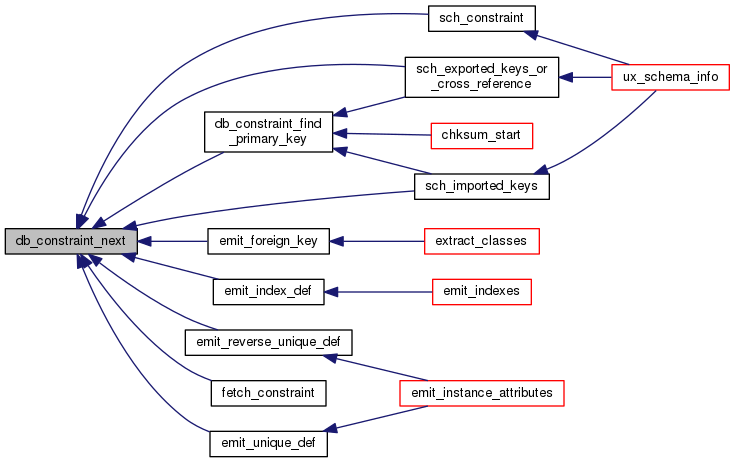 sch_constraint
sch_exported_keys_or
_cross_reference
ux_schema_info
db_constraint_find
_primary_key
chksum_start
sch_imported_keys
db_constraint_next
emit_foreign_key
extract_classes
emit_index_def
emit_indexes
emit_reverse_unique_def
fetch_constraint
emit_instance_attributes
emit_unique_def